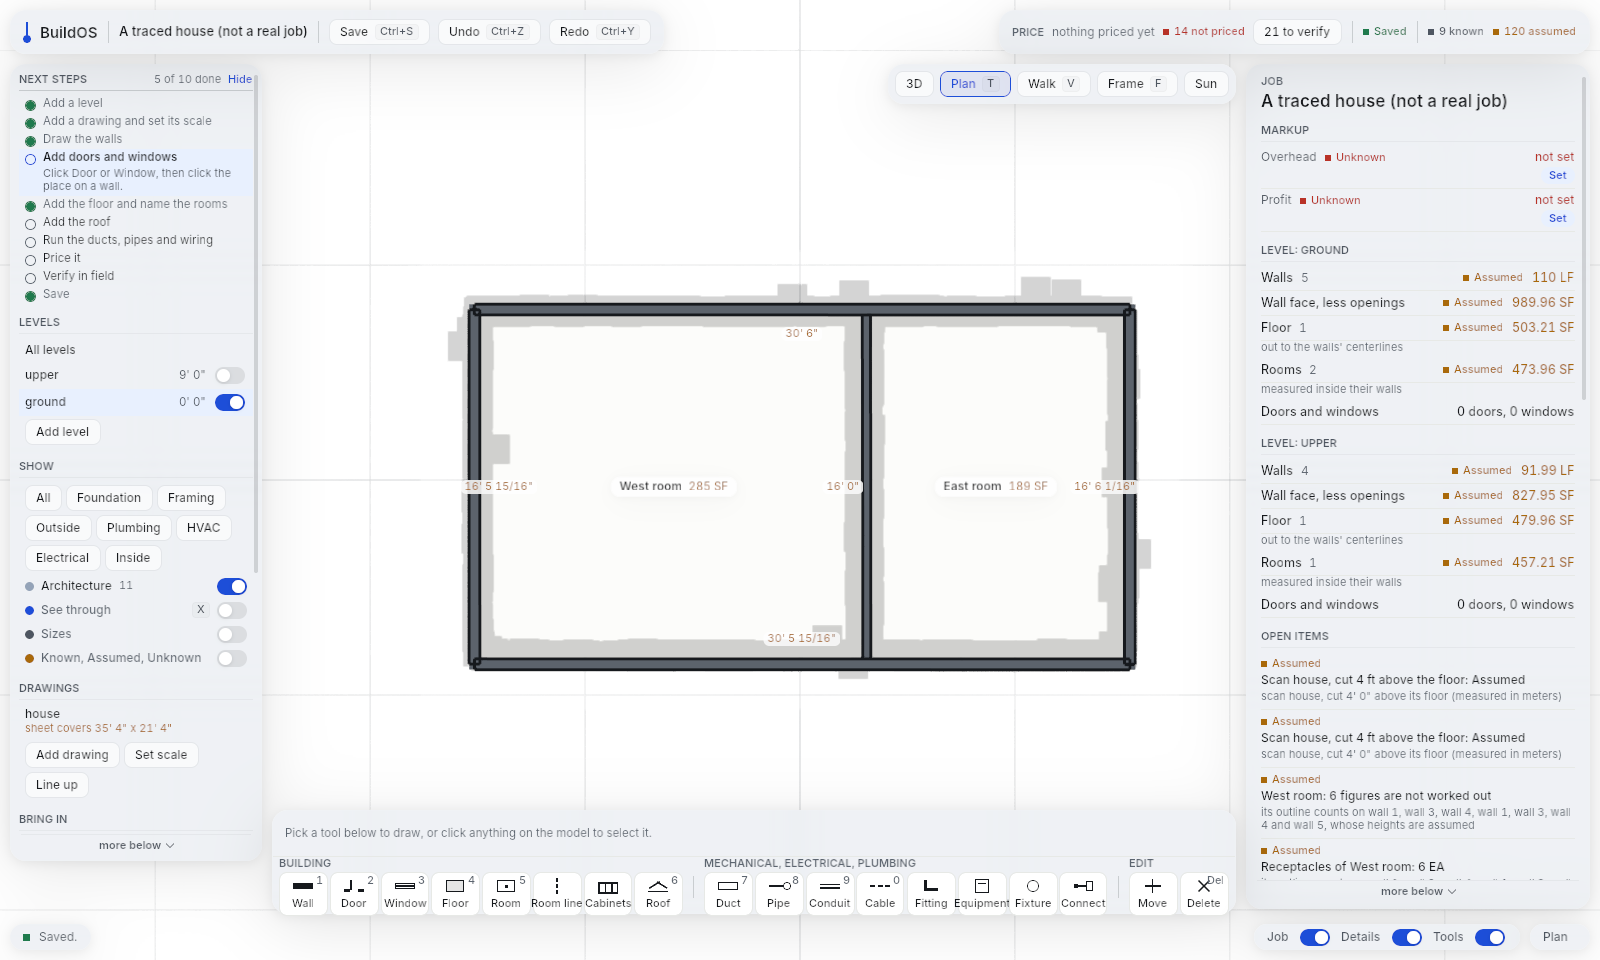 BuildOS
A traced house (not a real job)
Save Ctrl+S
Undo Ctrl+Z
Redo Ctrl+Y
PRICE nothing priced yet 14 not priced
21 to verify
Saved
9 known 120 assumed
NEXT STEPS 5 of 10 done Hide
Add a level
Add a drawing and set its scale
Draw the walls
Add doors and windows
Click Door or Window, then click the
place on a wall.
Add the floor and name the rooms
Add the roof
Run the ducts, pipes and wiring
Price it
Verify in field
Save
LEVELS
All levels
upper 9' 0"
ground 0' 0"
Add level
SHOW
All Foundation Framing
Outside Plumbing HVAC
Electrical Inside
Architecture 11
See through X
Sizes
Known, Assumed, Unknown
DRAWINGS
house
sheet covers 35' 4" x 21' 4"
Add drawing Set scale
Line up
BRING IN
more below
Saved.
3D
Plan T
Walk V
Frame F
Sun
30' 6"
16' 5 15/16"
West room 285 SF
16' 0"
East room 189 SF
16' 6 1/16"
30' 5 15/16"
Pick a tool below to draw, or click anything on the model to select it.
BUILDING
Wall 1
Door 2
Window 3
Floor 4
Room 5
Room line
Cabinets
Roof 6
MECHANICAL, ELECTRICAL, PLUMBING
Duct 7
Pipe 8
Conduit 9
Cable 0
Fitting
Equipment
Fixture
Connect
EDIT
Move
Delete Del
JOB
A traced house (not a real job)
MARKUP
Overhead Unknown not set
Set
Profit Unknown not set
Set
LEVEL: GROUND
Walls 5 Assumed 110 LF
Wall face, less openings Assumed 989.96 SF
Floor 1 Assumed 503.21 SF
out to the walls' centerlines
Rooms 2 Assumed 473.96 SF
measured inside their walls
Doors and windows 0 doors, 0 windows
LEVEL: UPPER
Walls 4 Assumed 91.99 LF
Wall face, less openings Assumed 827.95 SF
Floor 1 Assumed 479.96 SF
out to the walls' centerlines
Rooms 1 Assumed 457.21 SF
measured inside their walls
Doors and windows 0 doors, 0 windows
OPEN ITEMS
Assumed
Scan house, cut 4 ft above the floor: Assumed
scan house, cut 4' 0" above its floor (measured in meters)
Assumed
Scan house, cut 4 ft above the floor: Assumed
scan house, cut 4' 0" above its floor (measured in meters)
Assumed
West room: 6 figures are not worked out
its outline counts on wall 1, wall 3, wall 4, wall 1, wall 3, wall
4 and wall 5, whose heights are assumed
Assumed
Receptacles of West room: 6 EA
more below
Job
Details
Tools
Plan